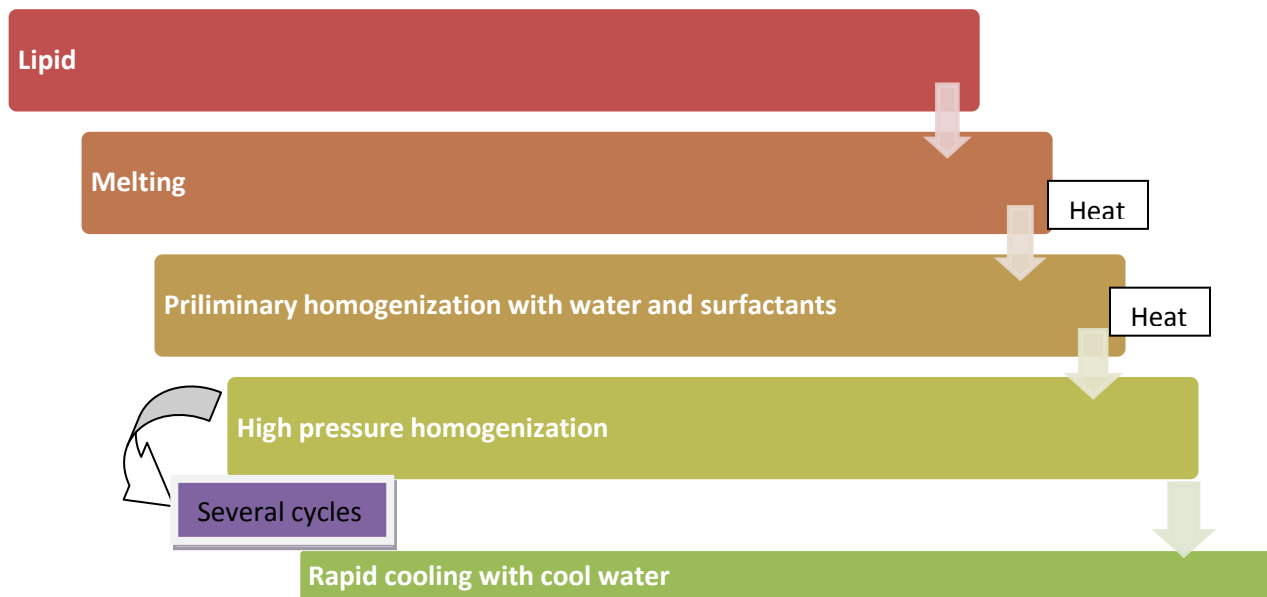 Lipid
Melting
Heat
Priliminary homogenization with water and surfactants
Heat
High pressure homogenization
Several cycles
Rapid cooling with cool water